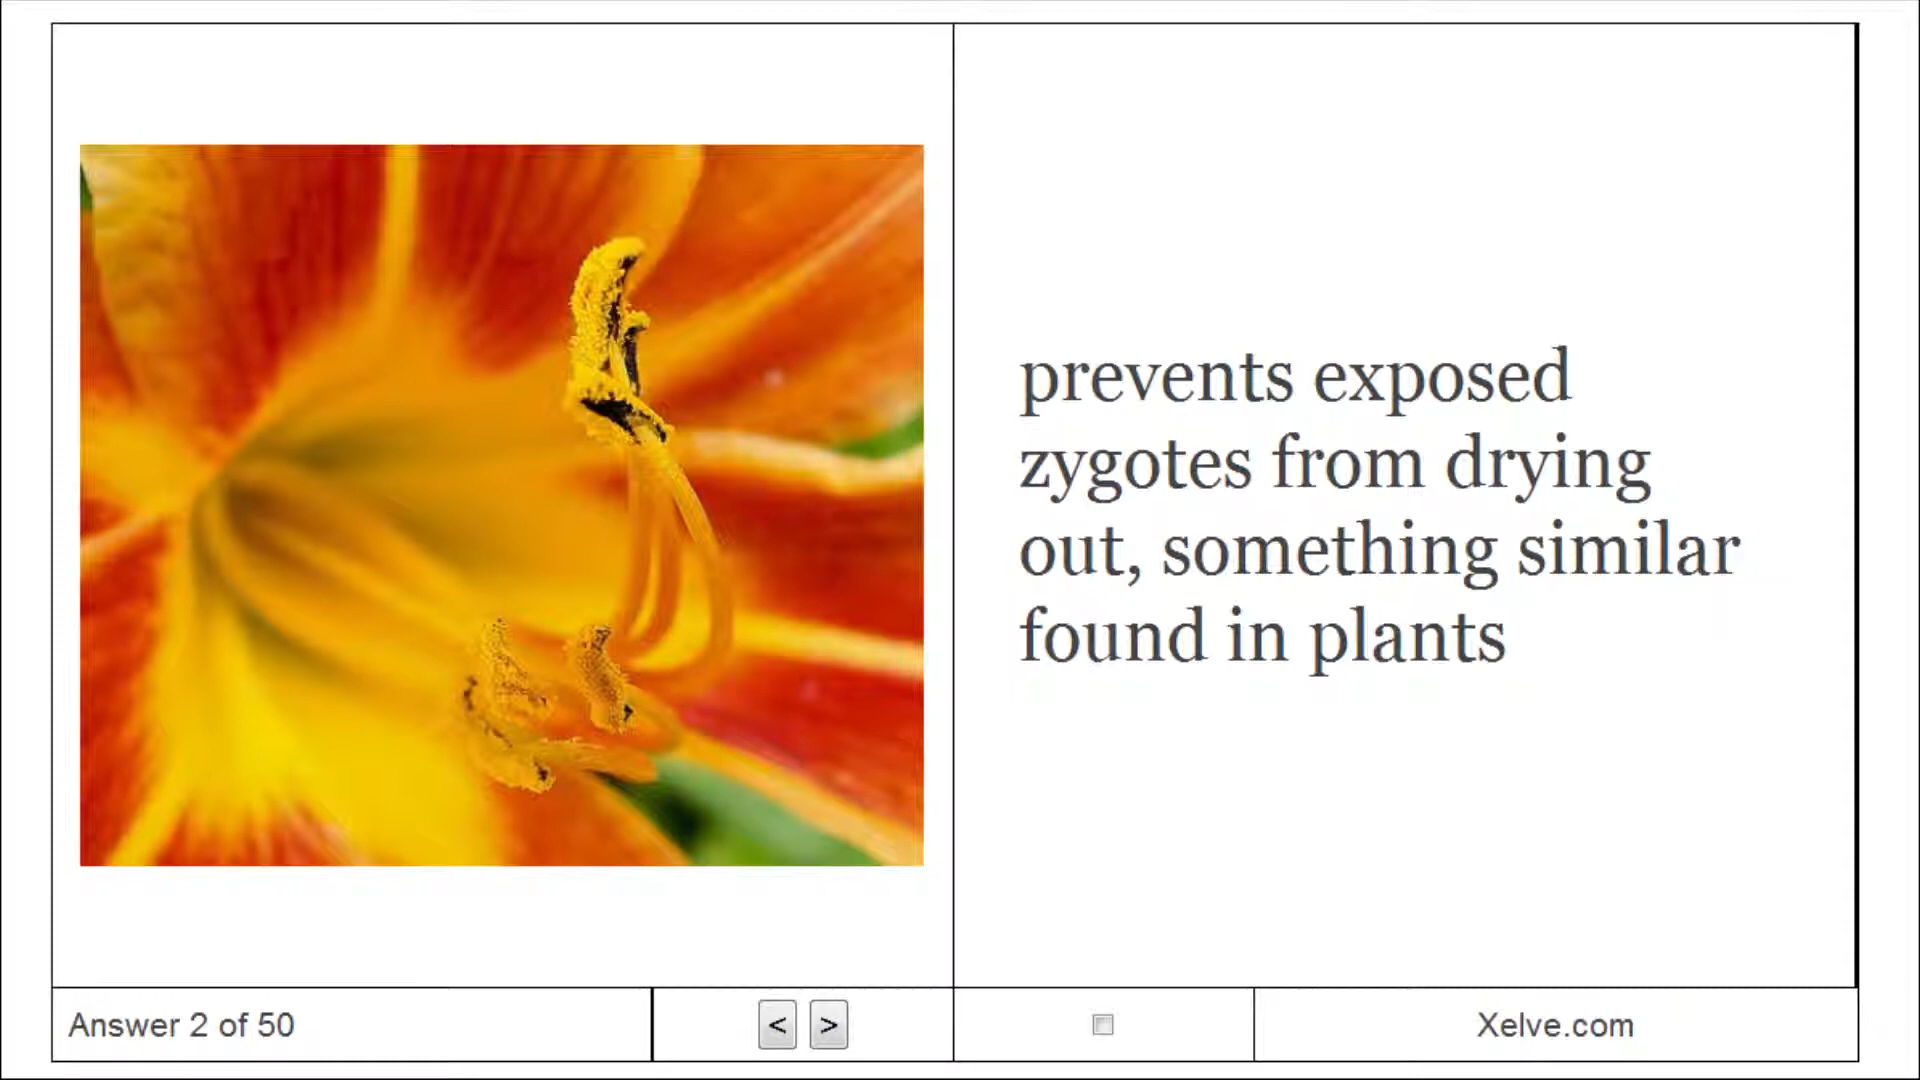 prevents exposed
zygotes from drying
out, something similar
found in plants
Answer 2 of 50
< >
Xelve.com